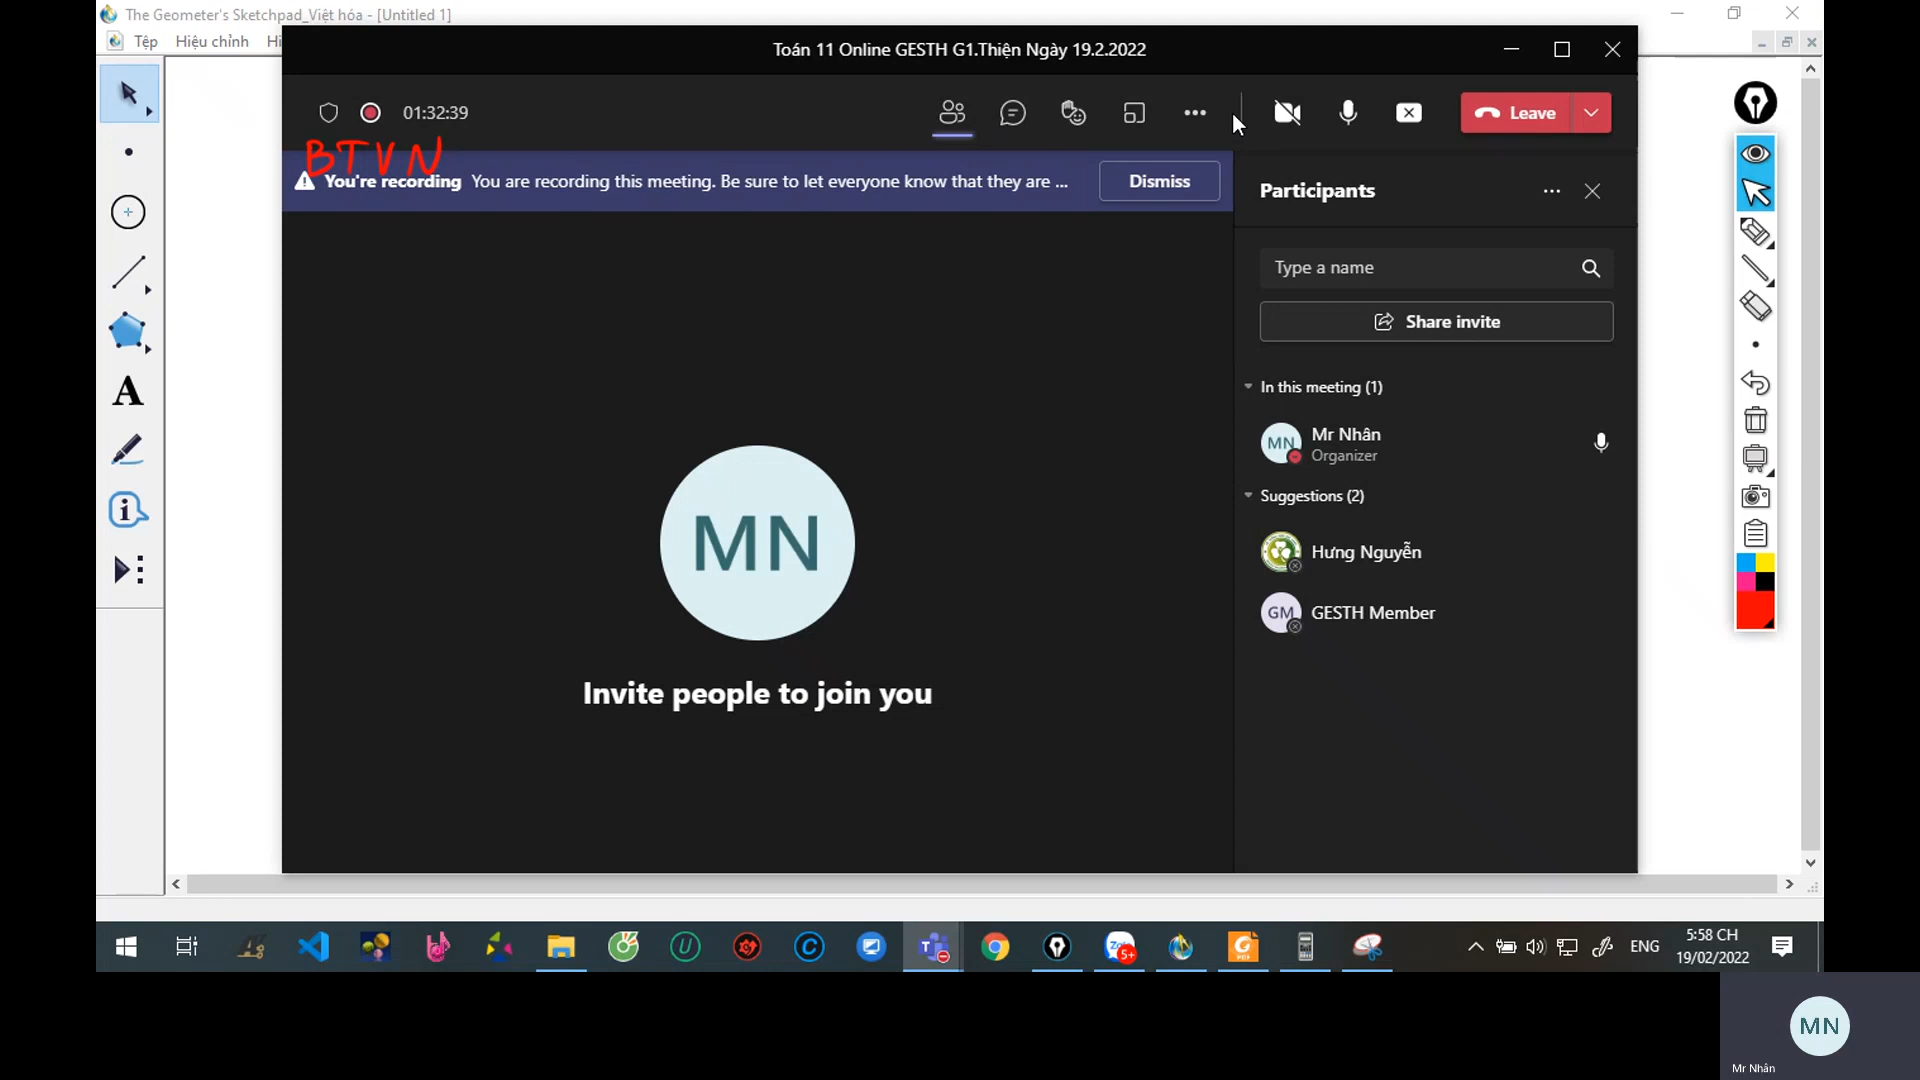 The Geometer's Sketchpad_Việt hóa - [Untitled 1]
Tệp Hiệu chỉnh
Toán 11 Online GESTH G1.Thiện Ngày 19.2.2022
01:32:39
Leave
BTVN
You're recording You are recording this meeting. Be sure to let everyone know that they are ...
Dismiss
Participants
Type a name
Share invite
In this meeting (1)
MN
Mr Nhân
Organizer
Suggestions (2)
Hưng Nguyễn
GM
GESTH Member
MN
Invite people to join you
A
5+
ENG
5:58 CH
19/02/2022
MN
Mr Nhân